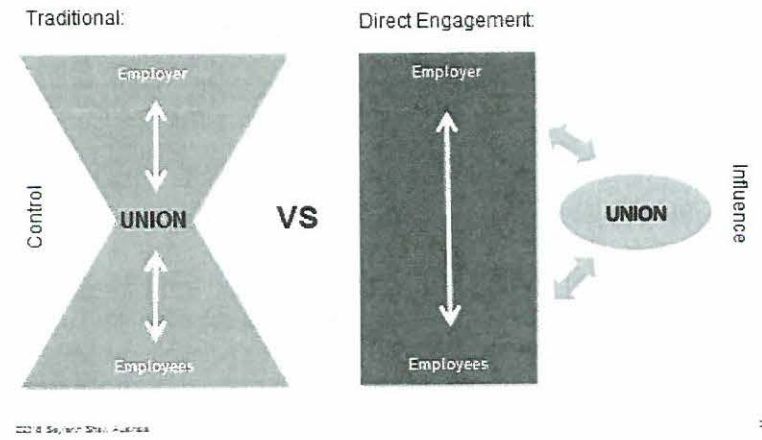 Traditional:
Direct Engagement:
Employer
UNION
Employees
Control
VS
Employer
Employees
UNION
Influence